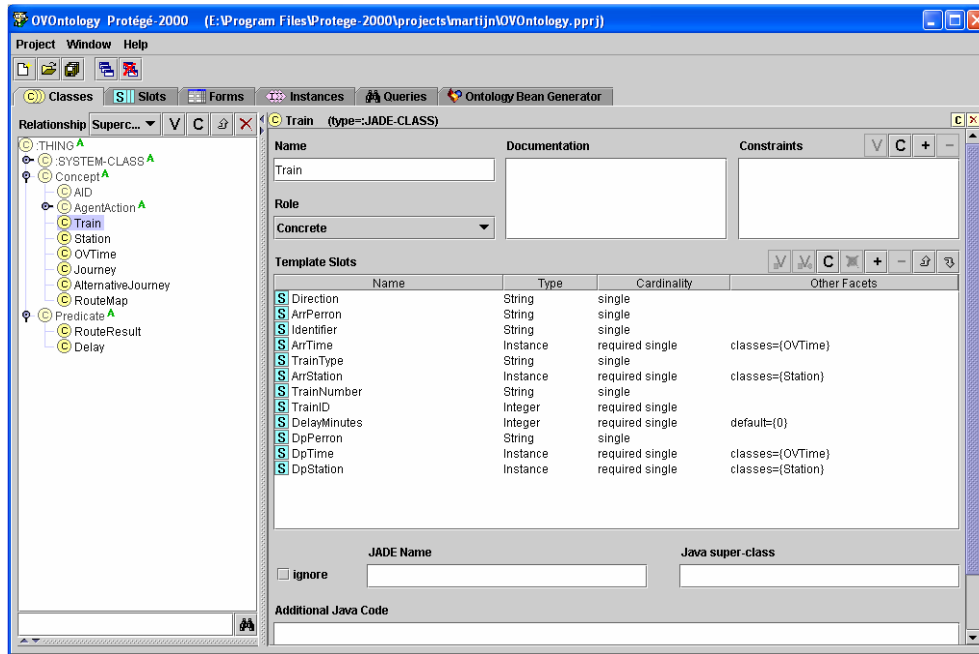 OVOntology Protégé-2000 (E:\Program Files\Protege-2000\projects\martijn\OVOntology.pprj)
Project Window Help
Classes S Slots Forms Instances Queries Ontology Bean Generator
Relationship Superc... V C
C :THING A
C :SYSTEM-CLASS A
C Concept A
C AID
C AgentAction A
C Train
C Station
C OVTime
C Journey
C AlternativeJourney
C RouteMap
C Predicate A
C RouteResult
C Delay
C Train (type=:JADE-CLASS) C X
Name Documentation Constraints V C + -
Train
Role
Concrete
Template Slots V V C + -
Name Type Cardinality Other Facets
S Direction String single
S ArrPerron String single
S Identifier String single
S ArrTime Instance required single classes={OVTime}
S TrainType String single
S ArrStation Instance required single classes={Station}
S TrainNumber String single
S TrainID Integer required single
S DelayMinutes Integer required single default={0}
S DpPerron String single
S DpTime Instance required single classes={OVTime}
S DpStation Instance required single classes={Station}
JADE Name Java super-class
ignore
Additional Java Code